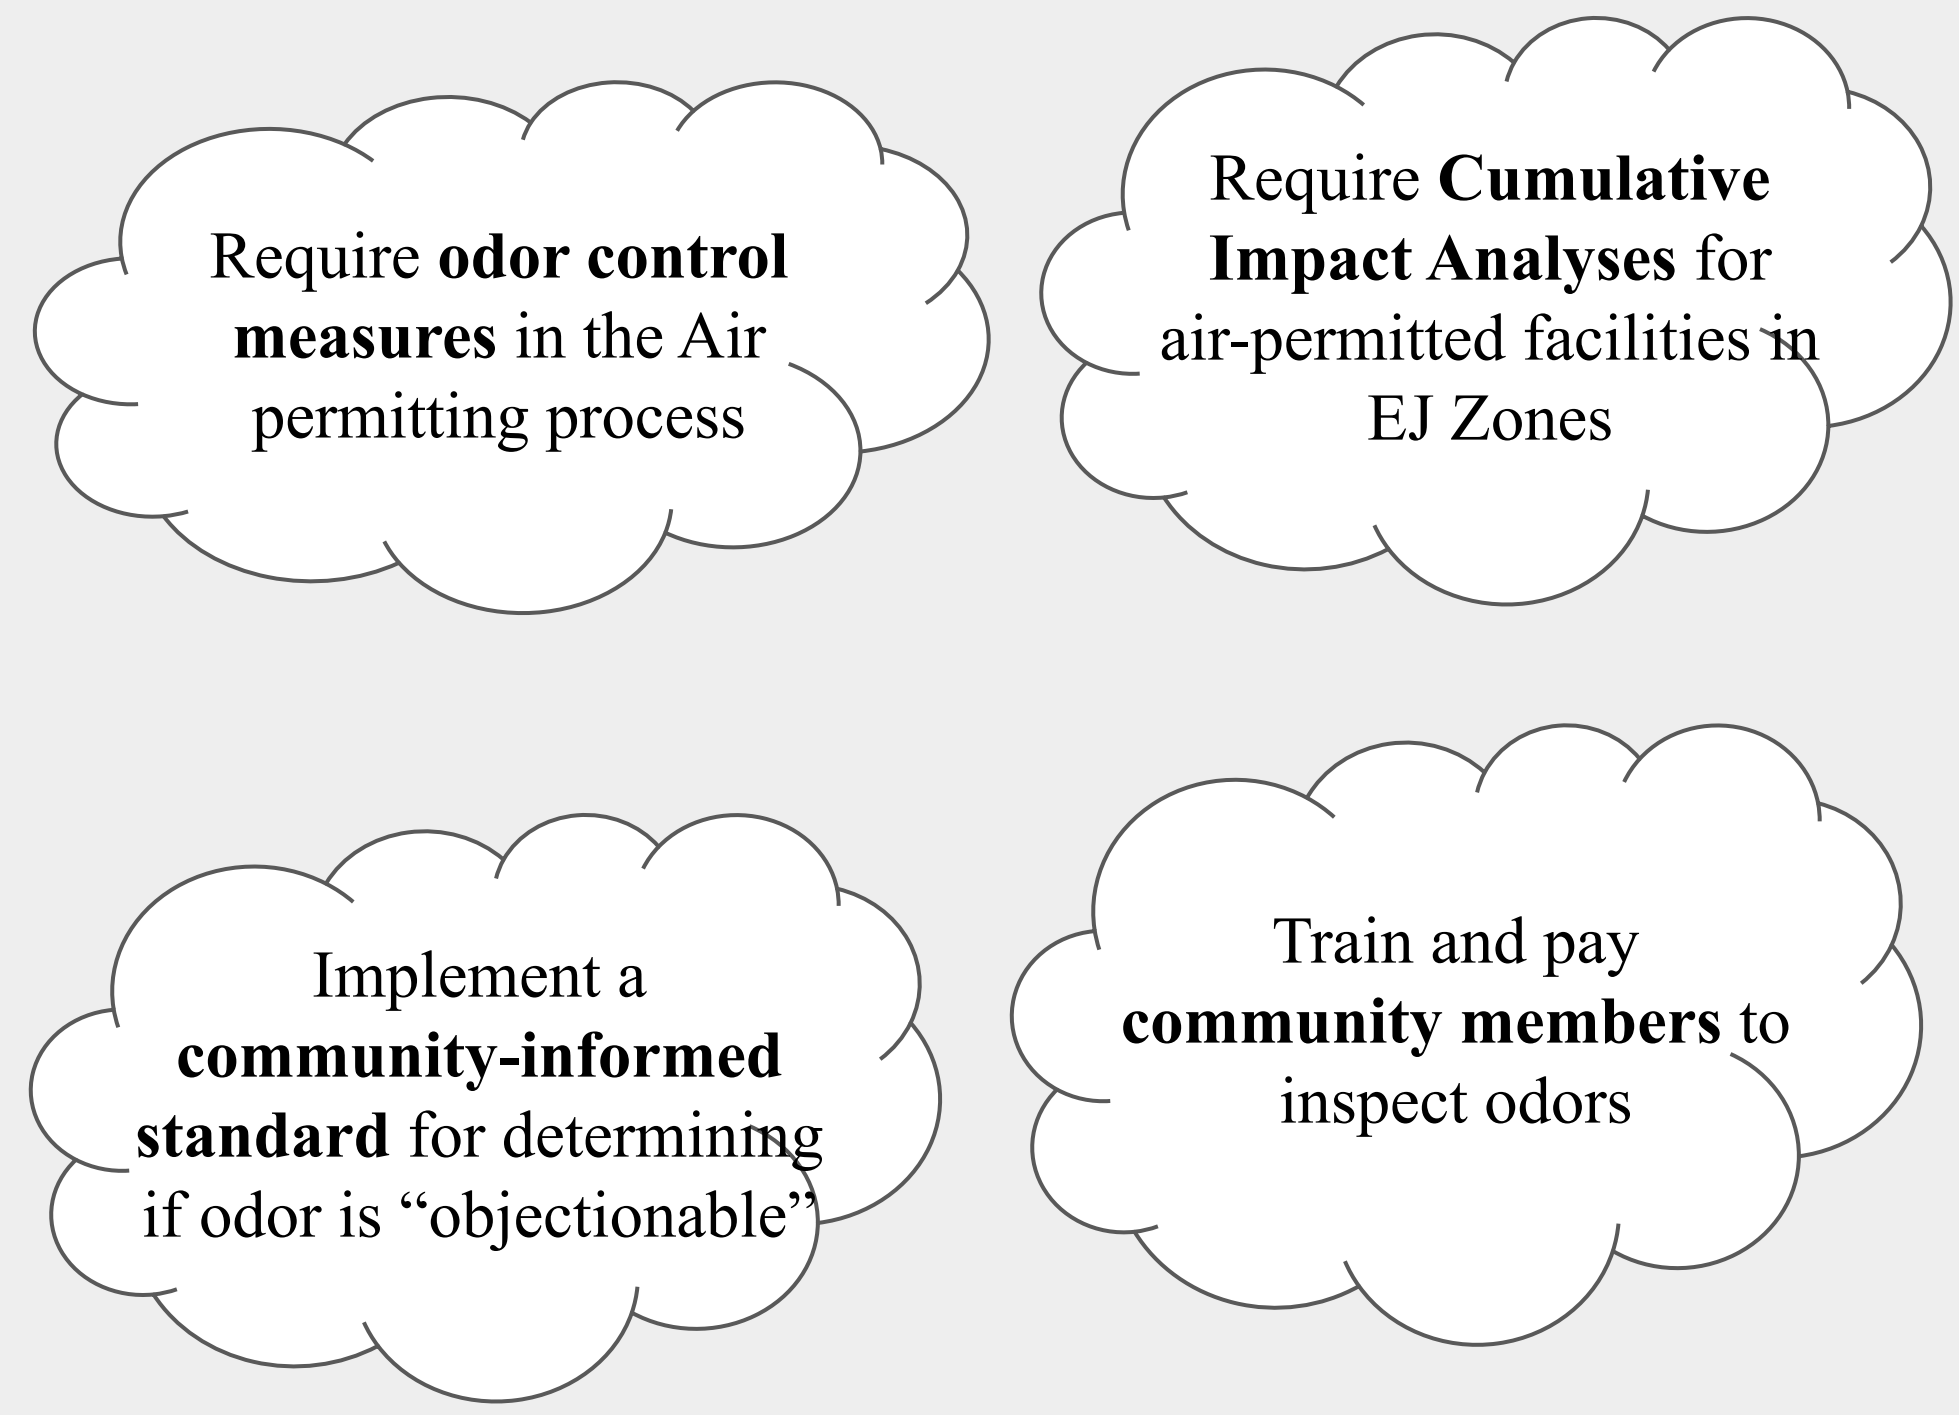 Require odor control
measures in the Air
permitting process
Require Cumulative
Impact Analyses for
air-permitted facilities in
EJ Zones
Implement a
community-informed
standard for determining
if odor is “objectionable”
Train and pay
community members to
inspect odors